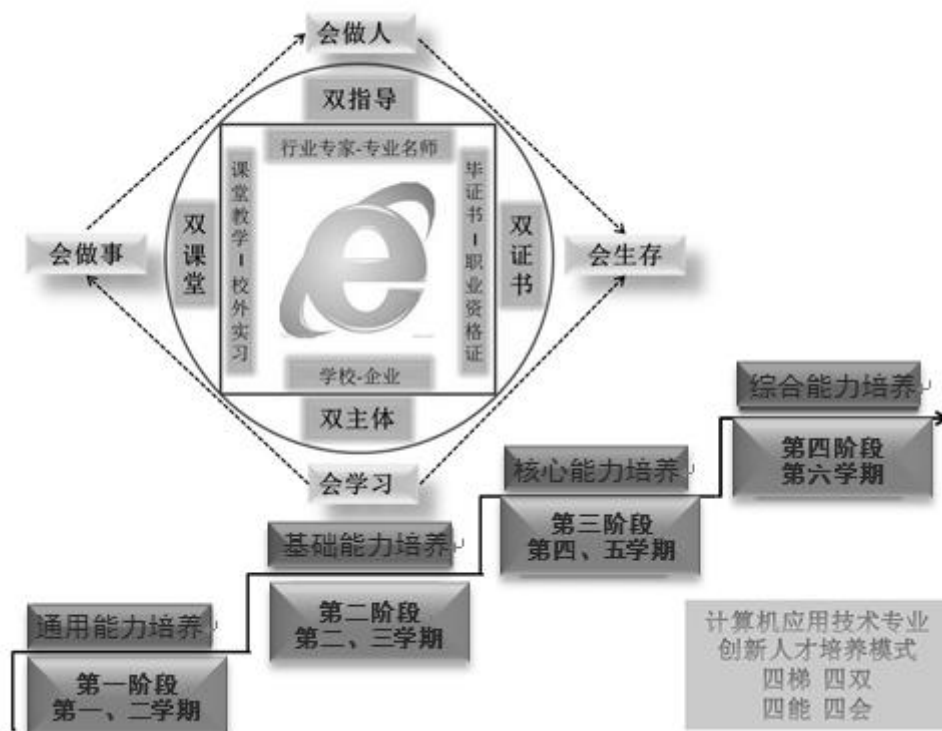 会做人
双指导
行业专家-专业名师
课堂教学-校外实习
毕证书-职业资格证
双课堂
双证书
会做事
会生存
学校-企业
双主体
会学习
综合能力培养
第四阶段
第六学期
核心能力培养
第三阶段
第四、五学期
基础能力培养
第二阶段
第二、三学期
通用能力培养
第一阶段
第一、二学期
计算机应用技术专业
创新人才培养模式
四梯 四双
四能 四会